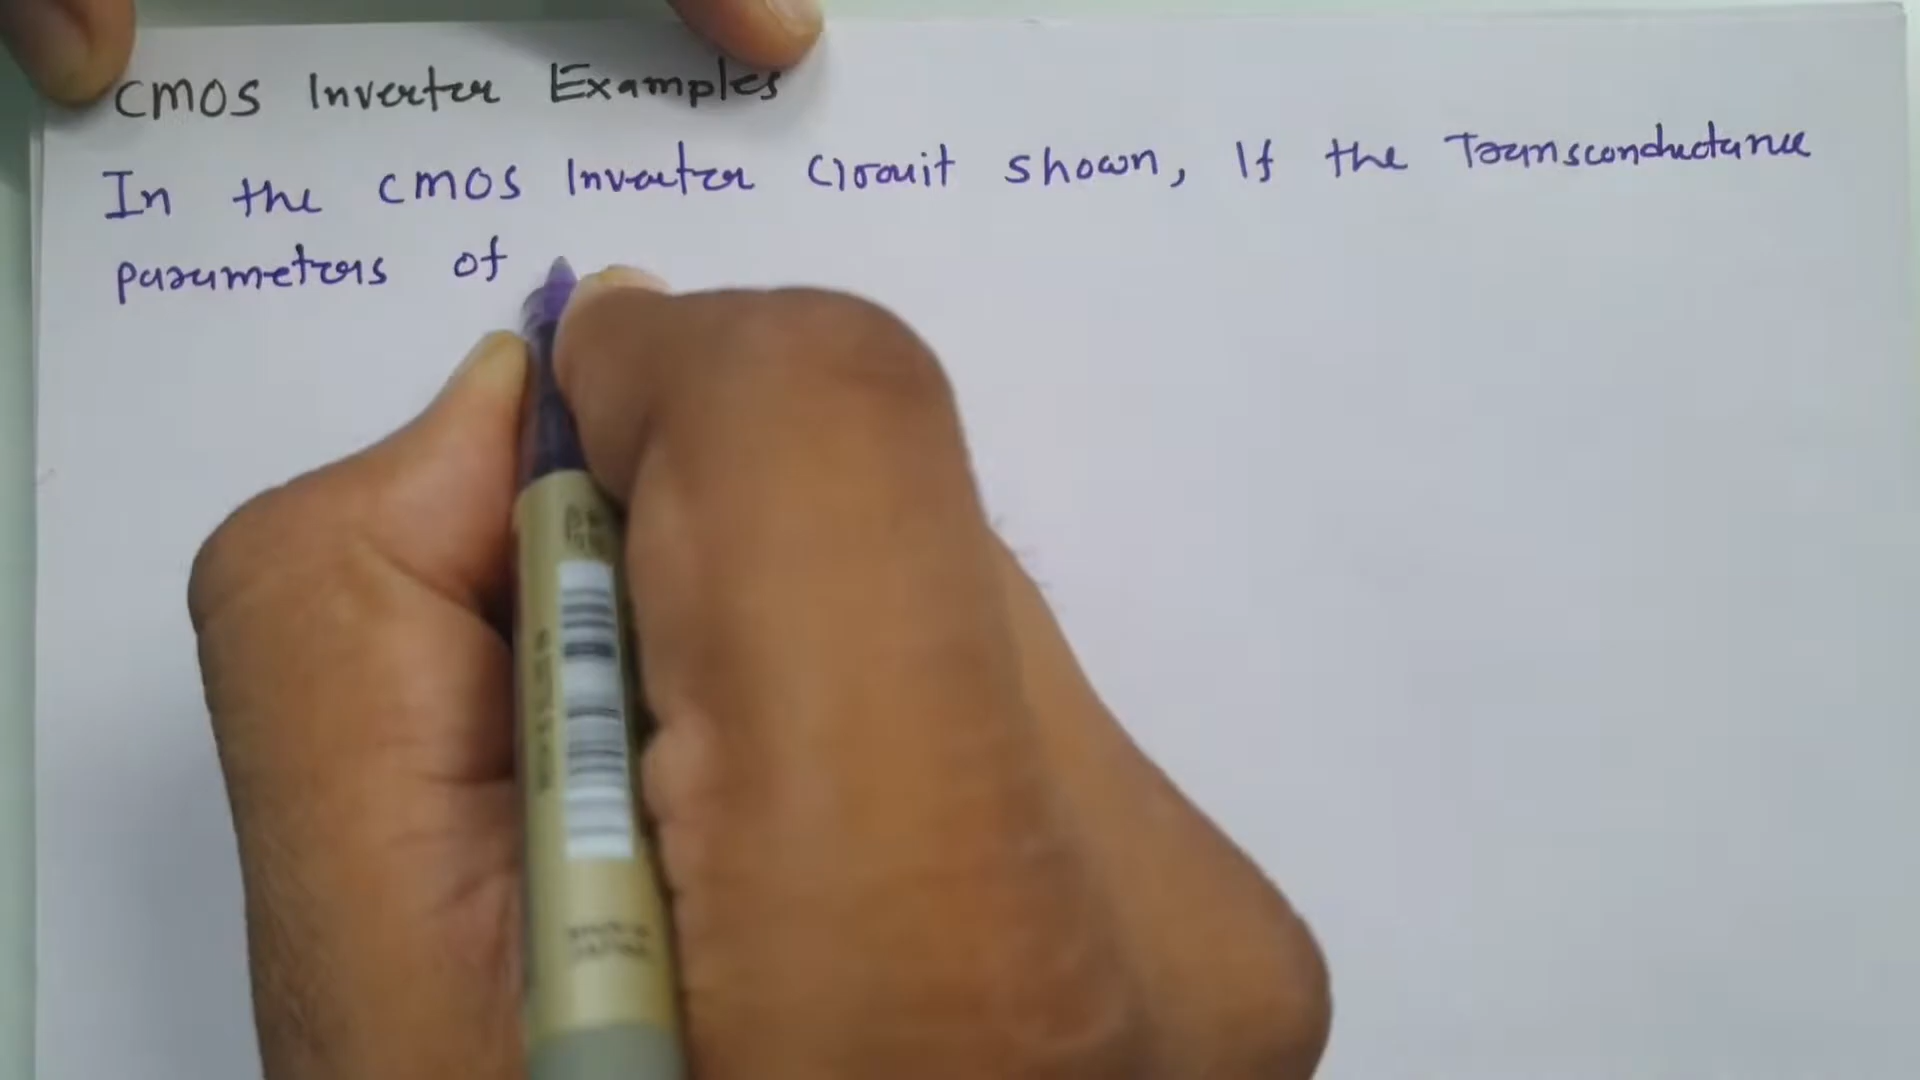 CMOS Inverter Examples
In the CMOS Inverter Circuit shown, If the Transconductance
parameters of